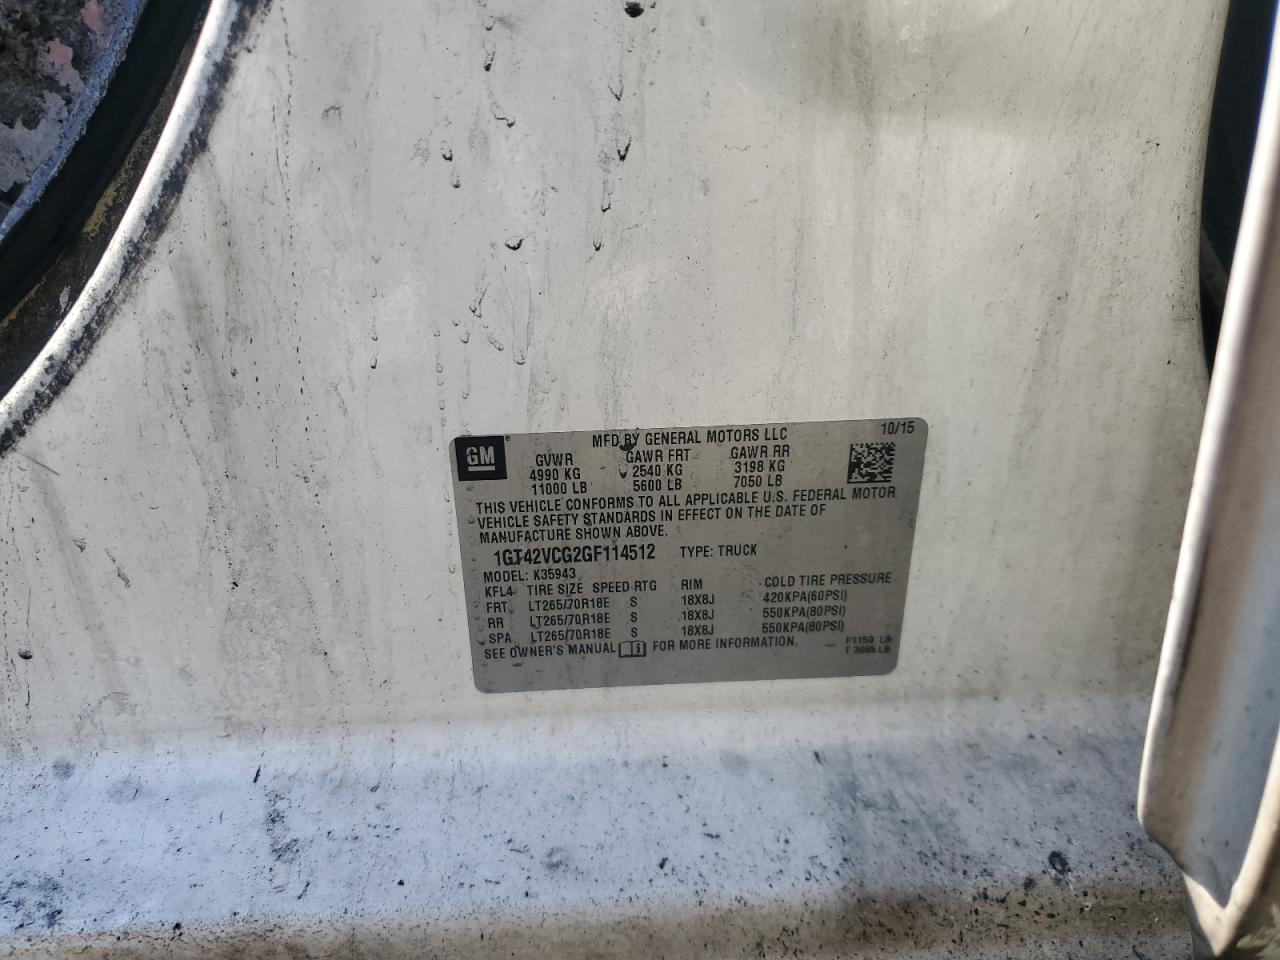 GM
MFD BY GENERAL MOTORS LLC 10/15
GVWR GAWR FRT GAWR RR
4990 KG 2540 KG 3198 KG
11000 LB 5600 LB 7050 LB
THIS VEHICLE CONFORMS TO ALL APPLICABLE U.S. FEDERAL MOTOR
VEHICLE SAFETY STANDARDS IN EFFECT ON THE DATE OF
MANUFACTURE SHOWN ABOVE.
1GT42VCG2GF114512 TYPE: TRUCK
MODEL: K35943
KFL4 TIRE SIZE SPEED RTG RIM COLD TIRE PRESSURE
FRT LT265/70R18E S 18X8J 420KPA(60PSI)
RR LT265/70R18E S 18X8J 550KPA(80PSI)
SPA LT265/70R18E S 18X8J 550KPA(80PSI)
SEE OWNER'S MANUAL FOR MORE INFORMATION.
F1150 LB
T 3065 LB